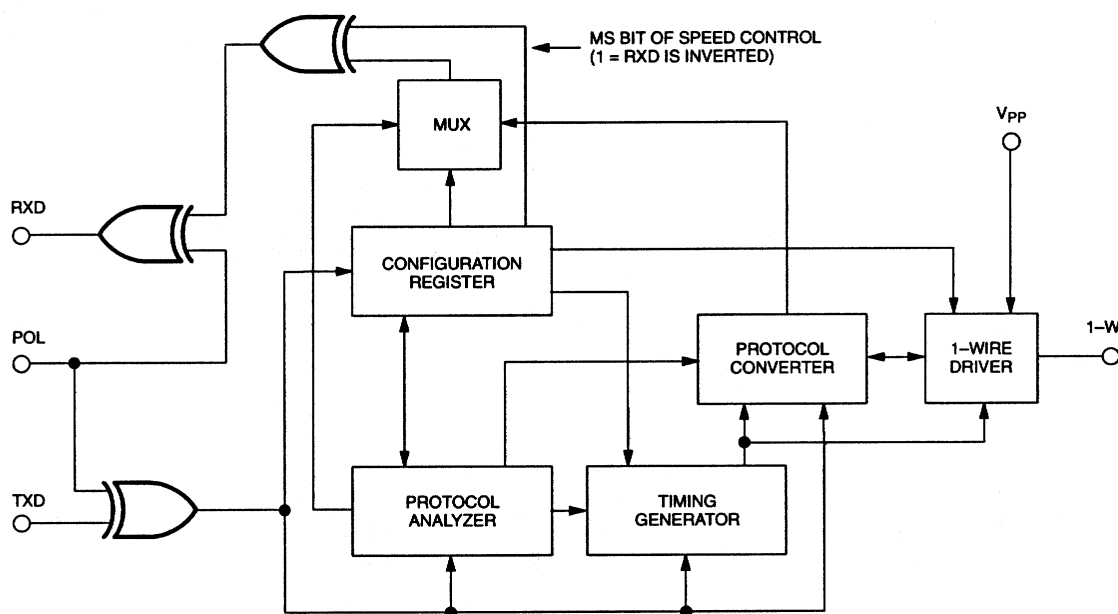 MS BIT OF SPEED CONTROL
(1 = RXD IS INVERTED)
MUX
VPP
RXD
CONFIGURATION
REGISTER
POL
PROTOCOL
CONVERTER
1–WIRE
DRIVER
1–W
TXD
PROTOCOL
ANALYZER
TIMING
GENERATOR